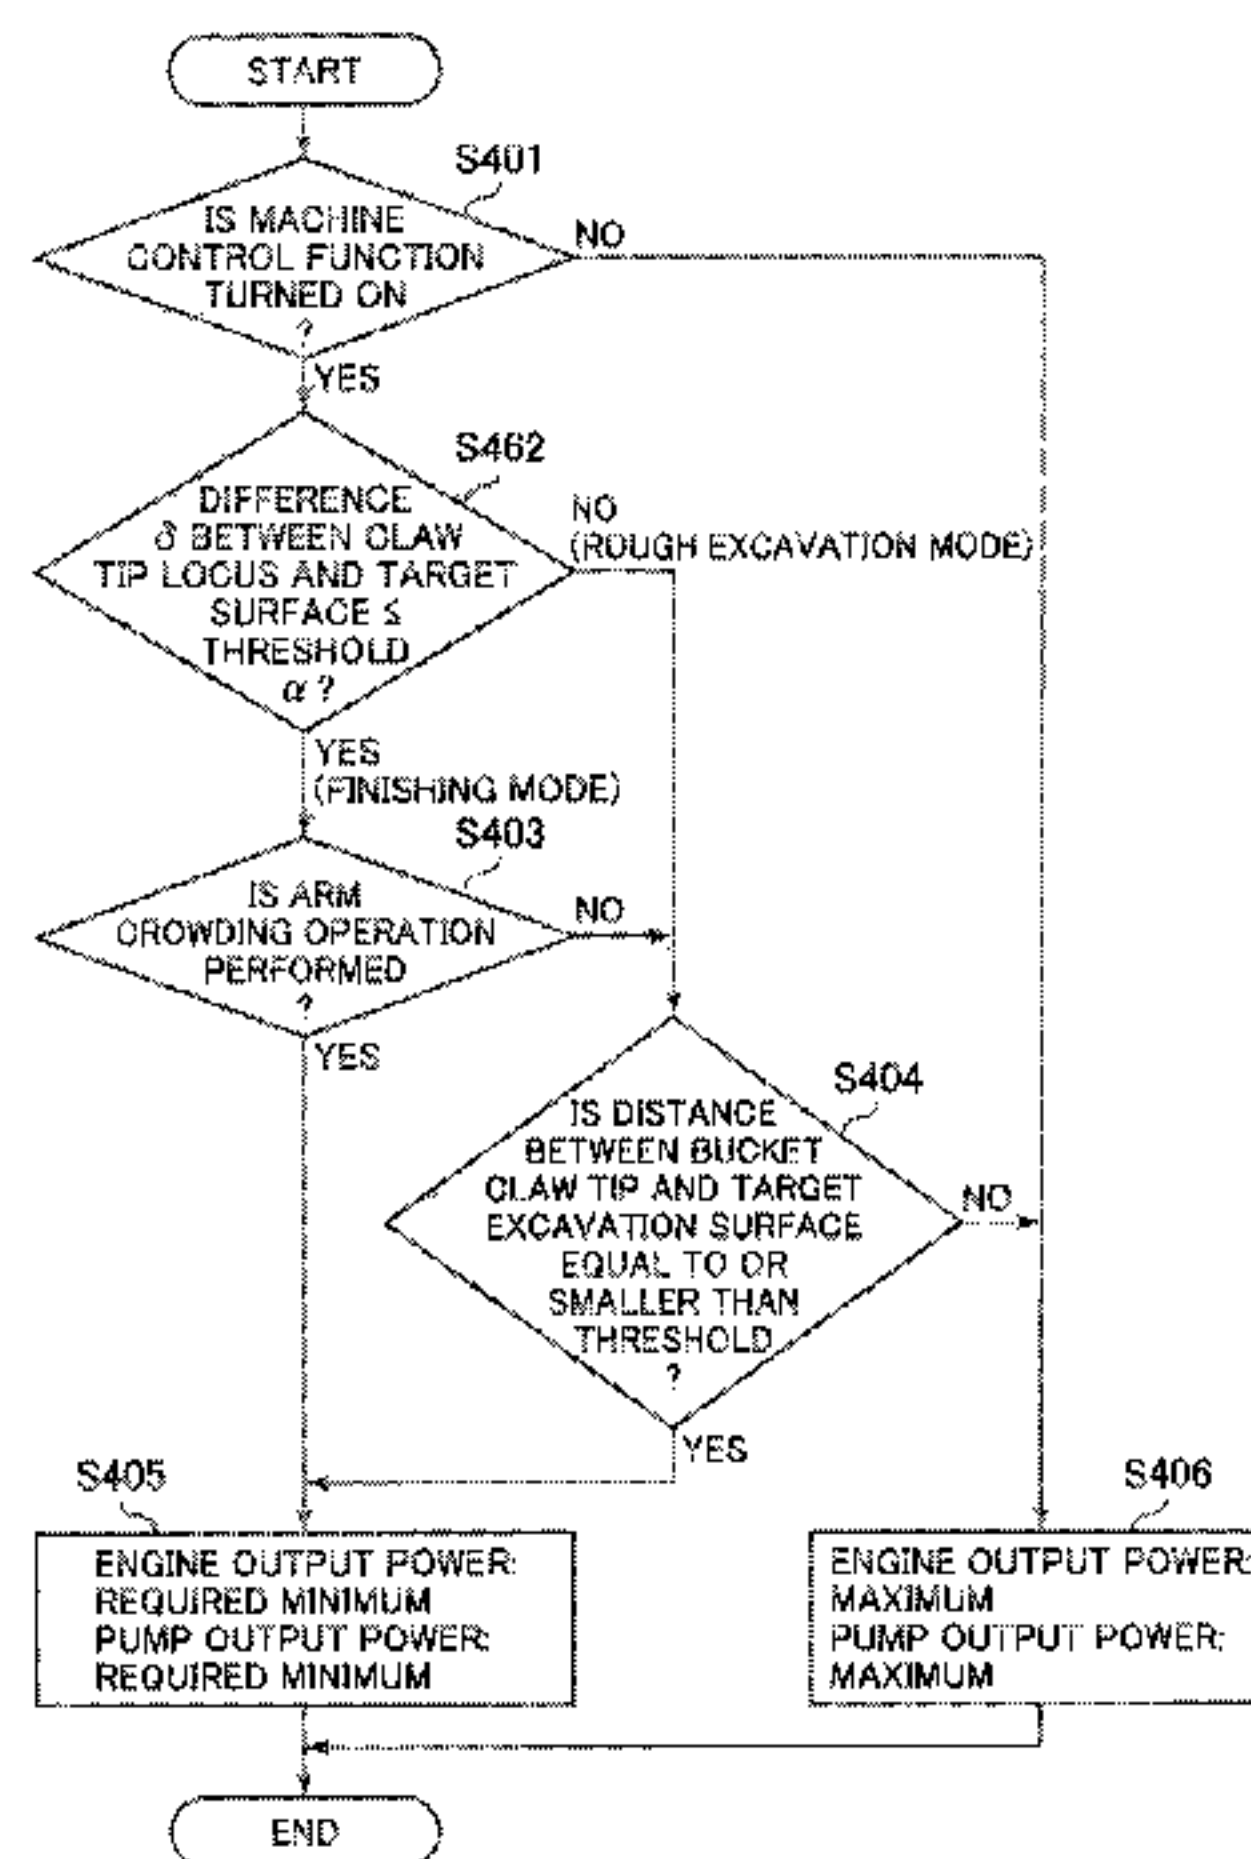 START
S401
IS MACHINE
CONTROL FUNCTION
TURNED ON
?
NO
YES
S462
DIFFERENCE
δ BETWEEN CLAW
TIP LOCUS AND TARGET
SURFACE ≤
THRESHOLD
α ?
NO
(ROUGH EXCAVATION MODE)
YES
(FINISHING MODE)
S403
IS ARM
CROWDING OPERATION
PERFORMED
?
NO
YES
S404
IS DISTANCE
BETWEEN BUCKET
CLAW TIP AND TARGET
EXCAVATION SURFACE
EQUAL TO OR
SMALLER THAN
THRESHOLD
?
NO
YES
S405
ENGINE OUTPUT POWER:
REQUIRED MINIMUM
PUMP OUTPUT POWER:
REQUIRED MINIMUM
S406
ENGINE OUTPUT POWER:
MAXIMUM
PUMP OUTPUT POWER:
MAXIMUM
END